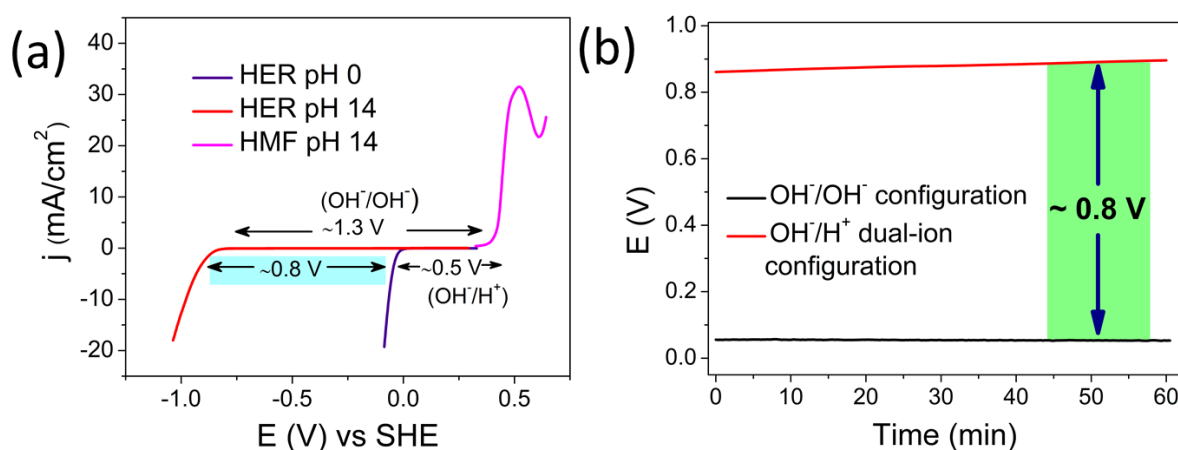 (a)
40
30
20
10
0
-10
-20
j (mA/cm²)
HER pH 0
HER pH 14
HMF pH 14
(OH⁻/OH⁻)
~1.3 V
~0.8 V
~0.5 V
(OH⁻/H⁺)
-1.0 -0.5 0.0 0.5
E (V) vs SHE
(b)
1.0
0.8
0.6
0.4
0.2
0.0
E (V)
OH⁻/OH⁻ configuration
OH⁻/H⁺ dual-ion
configuration
~ 0.8 V
0 10 20 30 40 50 60
Time (min)